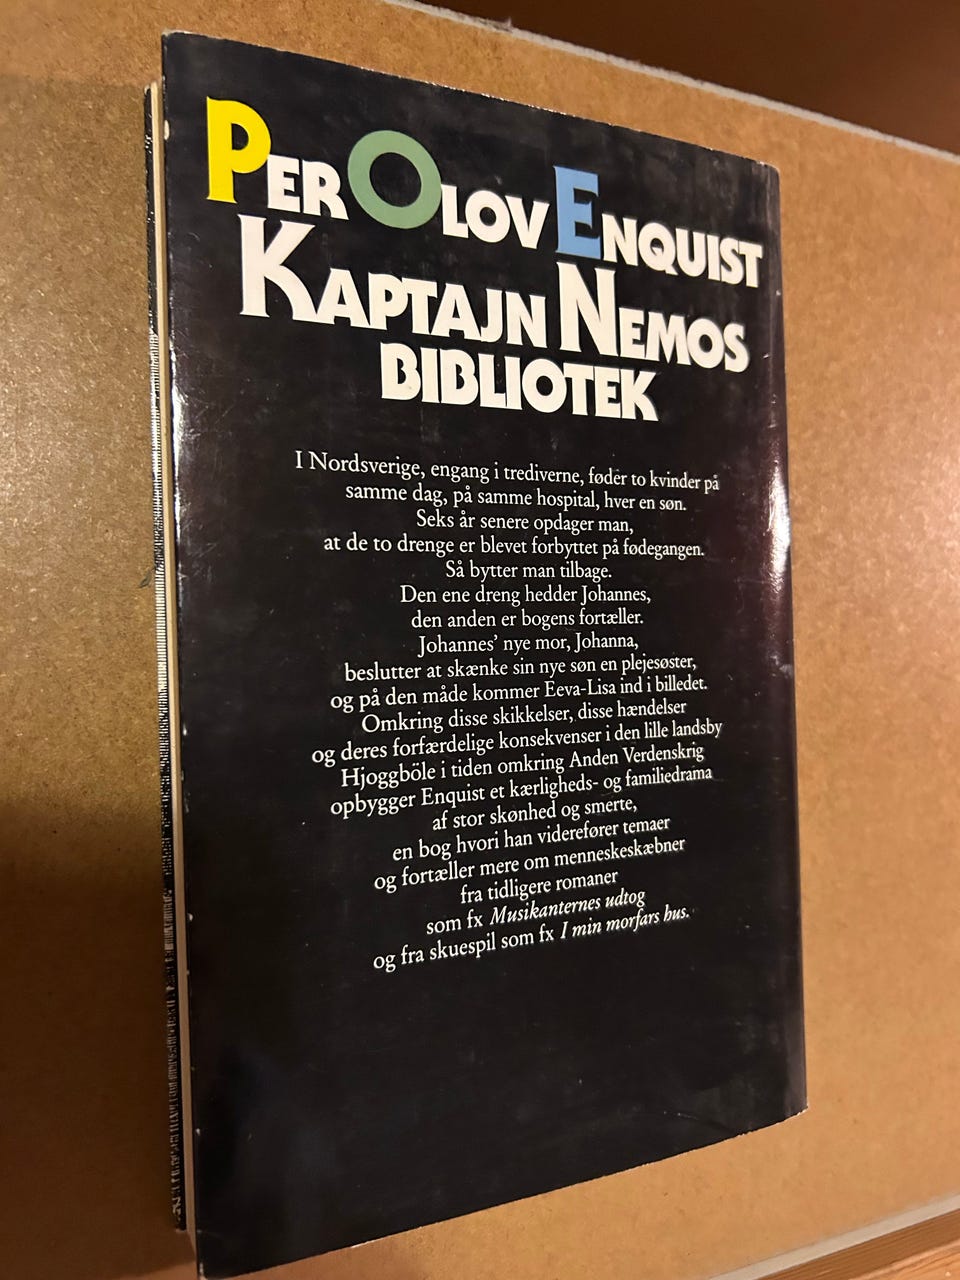 PER OLOV ENQUIST
KAPTAJN NEMOS
BIBLIOTEK
I Nordsverige, engang i trediverne, føder to kvinder på
samme dag, på samme hospital, hver en søn.
Seks år senere opdager man,
at de to drenge er blevet forbyttet på fødegangen.
Så bytter man tilbage.
Den ene dreng hedder Johannes,
den anden er bogens fortæller.
Johannes' nye mor, Johanna,
beslutter at skænke sin nye søn en plejesøster,
og på den måde kommer Eeva-Lisa ind i billedet.
Omkring disse skikkelser, disse hændelser
og deres forfærdelige konsekvenser i den lille landsby
Hjoggböle i tiden omkring Anden Verdenskrig
opbygger Enquist et kærligheds- og familiedrama
af stor skønhed og smerte,
en bog hvori han viderefører temaer
og fortæller mere om menneskeskæbner
fra tidligere romaner
som fx Musikanternes udtog
og fra skuespil som fx I min morfars hus.